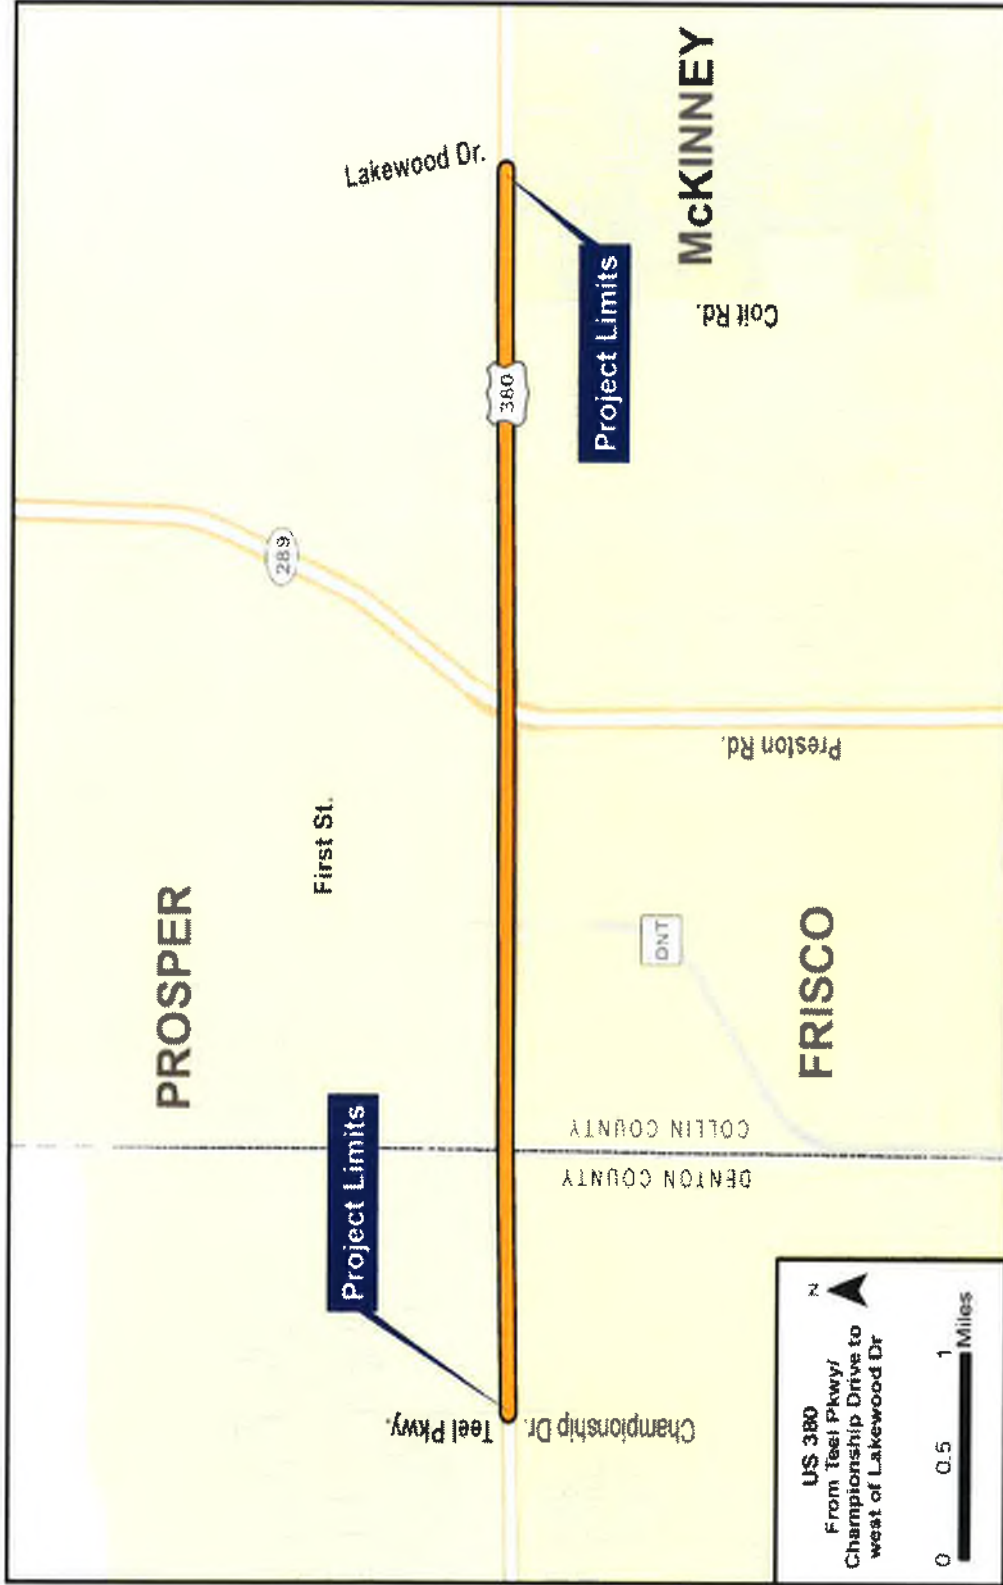 PROSPER
First St.
289
Lakewood Dr.
Project Limits
Teel Pkwy.
380
Championship Dr.
DENTON COUNTY
COLLIN COUNTY
DNT
Preston Rd.
Project Limits
Coit Rd.
McKINNEY
FRISCO
US 380
From Teel Pkwy/
Championship Drive to
west of Lakewood Dr
N
0 0.5 1
Miles